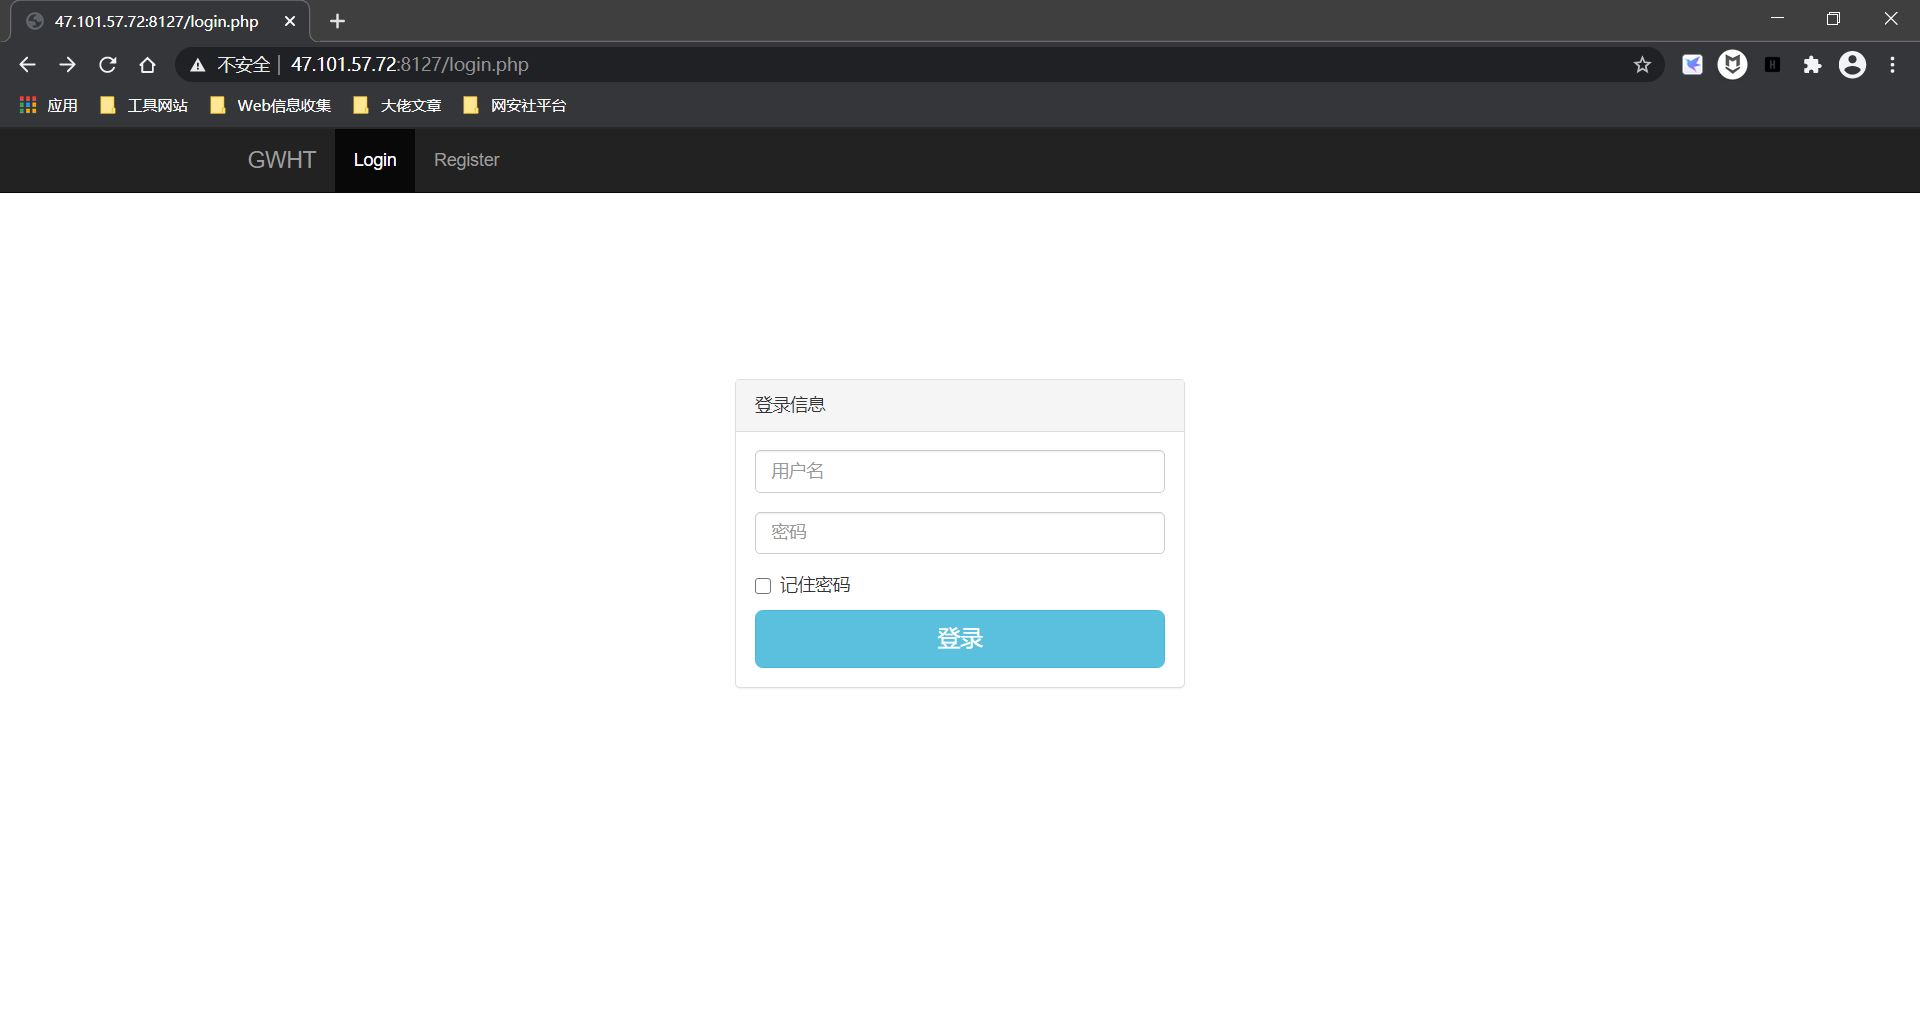 47.101.57.72:8127/login.php
不安全 47.101.57.72:8127/login.php
应用 工具网站 Web信息收集 大佬文章 网安社平台
GWHT Login Register
登录信息
用户名
密码
记住密码
登录